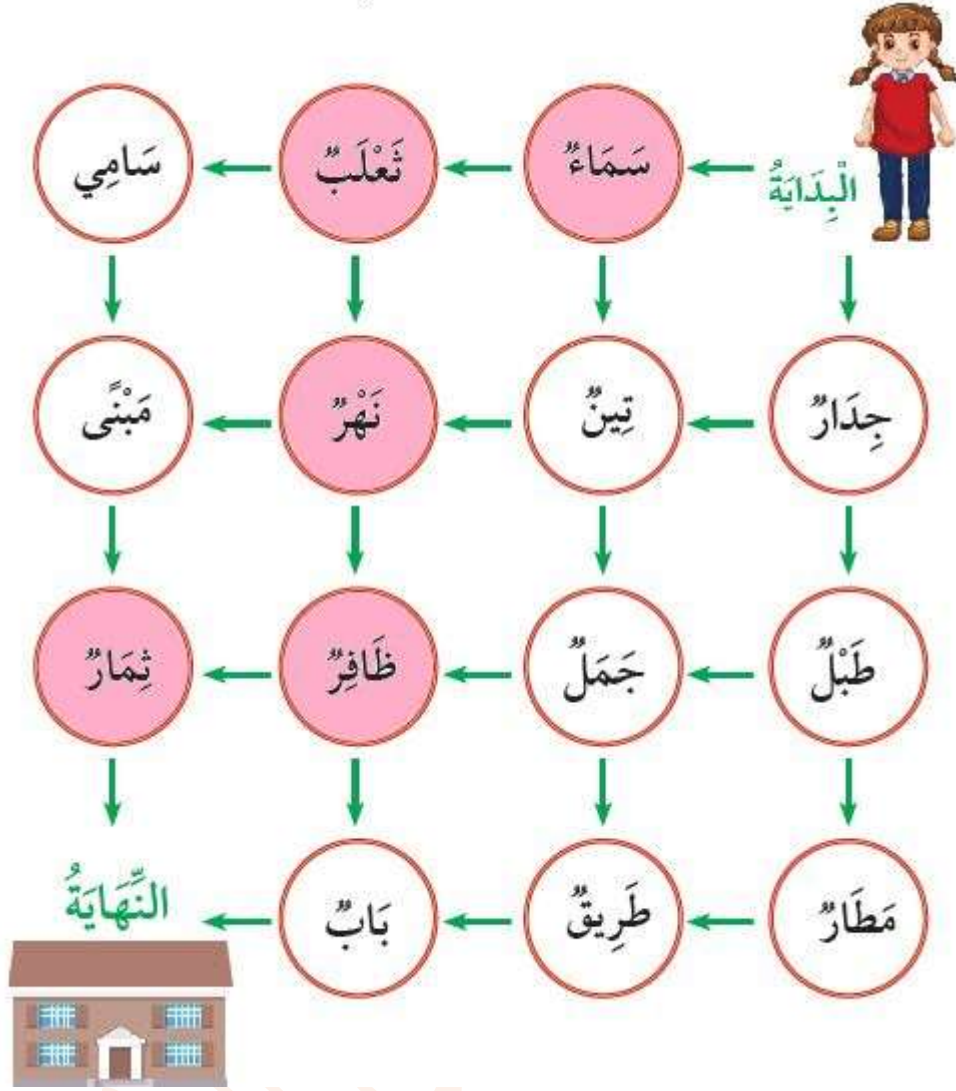 الْبِدَايَةُ سَمَاءٌ ثَعْلَبٌ سَامِي
جِدَارٌ تِينٌ نَهْرٌ مَبْنًى
طَبْلٌ جَمَلٌ ظَافِرٌ ثِمَارٌ
مَطَارٌ طَرِيقٌ بَابٌ النِّهَايَةُ